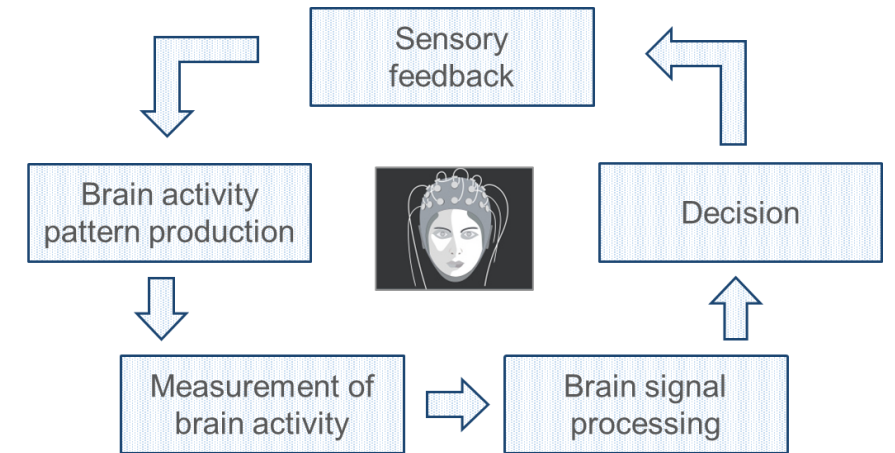 Sensory
feedback
Brain activity
pattern production
Decision
Measurement of
brain activity
Brain signal
processing